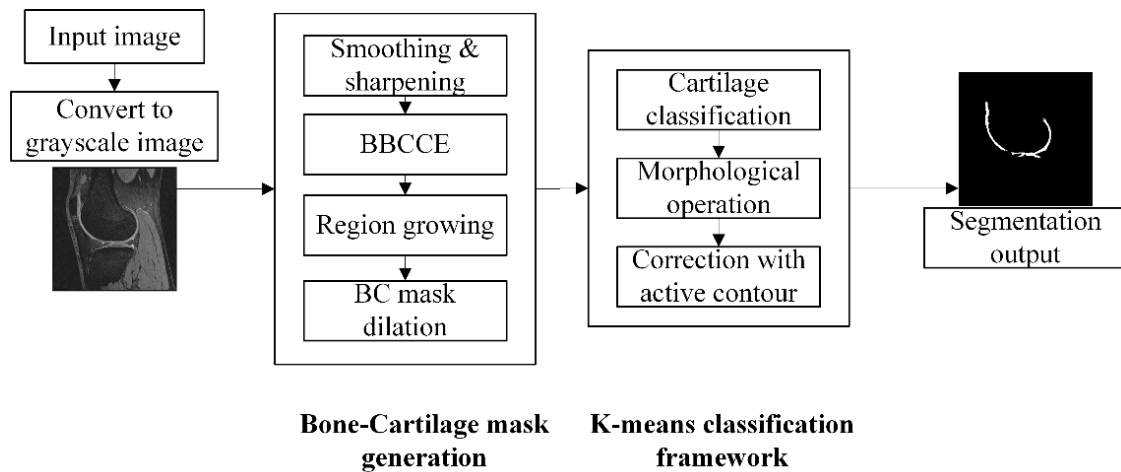 Input image
Convert to
grayscale image
Smoothing &
sharpening
BBCCE
Region growing
BC mask
dilation
Bone-Cartilage mask
generation
Cartilage
classification
Morphological
operation
Correction with
active contour
K-means classification
framework
Segmentation
output